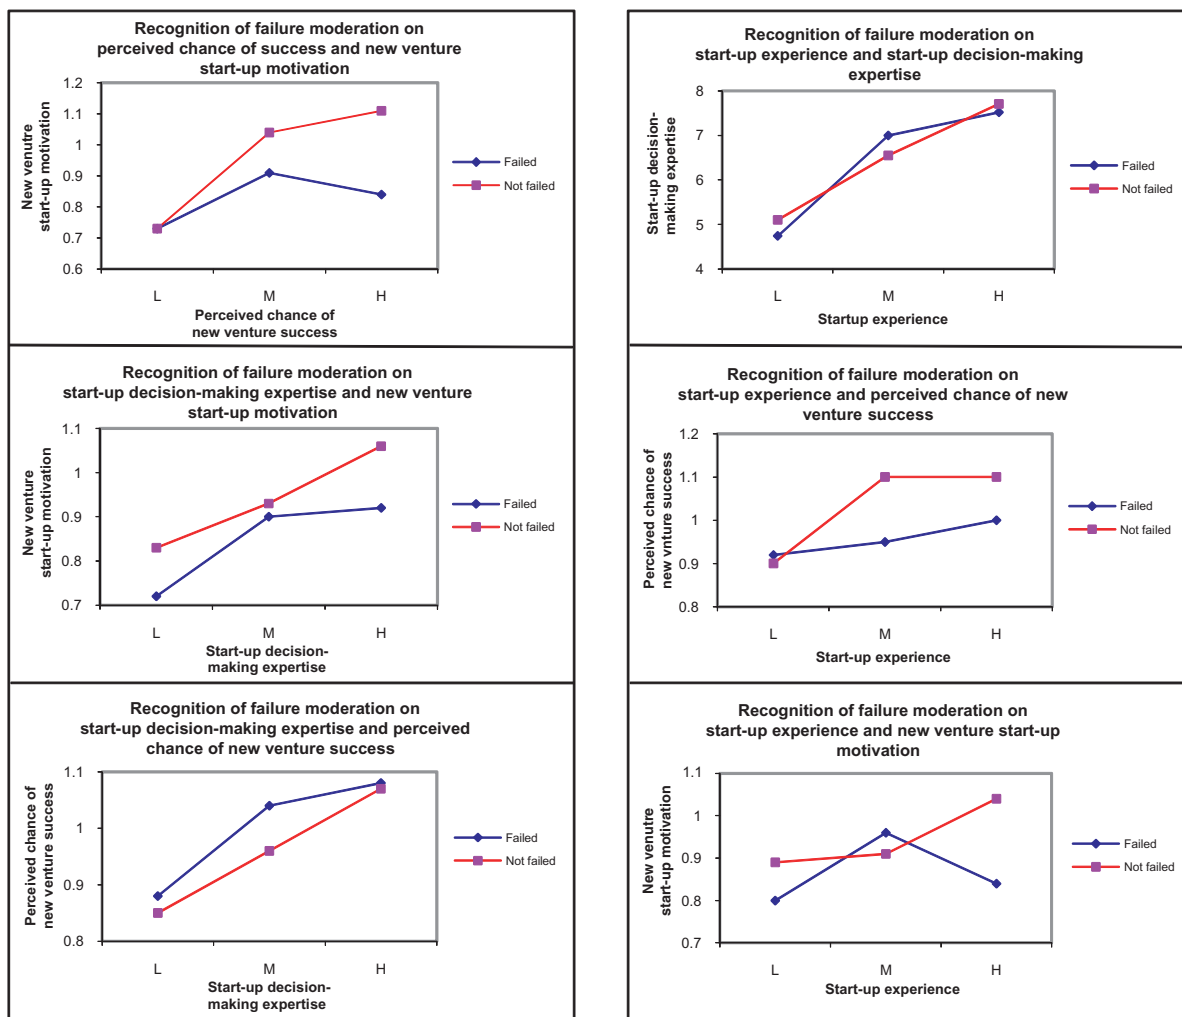 Recognition of failure moderation on
perceived chance of success and new venture
start-up motivation
1.2
1.1
1
0.9
0.8
0.7
0.6
New venutre
start-up motivation
L
M
H
Perceived chance of
new venture success
Failed
Not failed
Recognition of failure moderation on
start-up experience and start-up decision-making
expertise
8
7
6
5
4
Start-up decision-
making expertise
L
M
H
Startup experience
Failed
Not failed
Recognition of failure moderation on
start-up decision-making expertise and new venture
start-up motivation
1.1
1
0.9
0.8
0.7
New venture
start-up motivation
L
M
H
Start-up decision-
making expertise
Failed
Not failed
Recognition of failure moderation on
start-up experience and perceived chance of new
venture success
1.2
1.1
1
0.9
0.8
Perceived chance of
new vnture success
L
M
H
Start-up experience
Failed
Not failed
Recognition of failure moderation on
start-up decision-making expertise and perceived
chance of new venture success
1.1
1
0.9
0.8
Perceived chance of
new venture success
L
M
H
Start-up decision-
making expertise
Failed
Not failed
Recognition of failure moderation on
start-up experience and new venture start-up
motivation
1.1
1
0.9
0.8
0.7
New venutre
start-up motivation
L
M
H
Start-up experience
Failed
Not failed